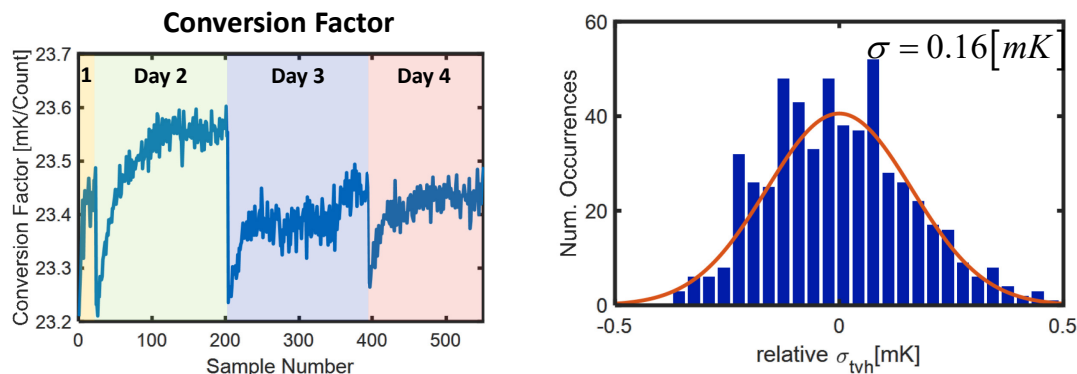 Conversion Factor
23.7
23.6
23.5
23.4
23.3
23.2
Conversion Factor [mK/Count]
1 Day 2 Day 3 Day 4
0 100 200 300 400 500
Sample Number
60
40
20
0
Num. Occurrences
σ = 0.16[mK]
-0.5 0 0.5
relative σtvh[mK]